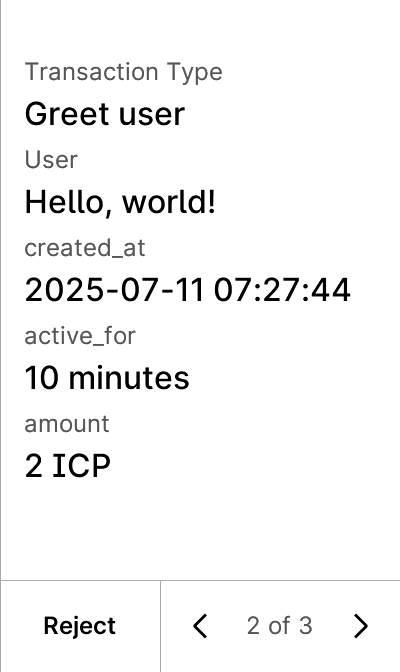 Transaction Type
Greet user
User
Hello, world!
created_at
2025-07-11 07:27:44
active_for
10 minutes
amount
2 ICP
Reject
2 of 3